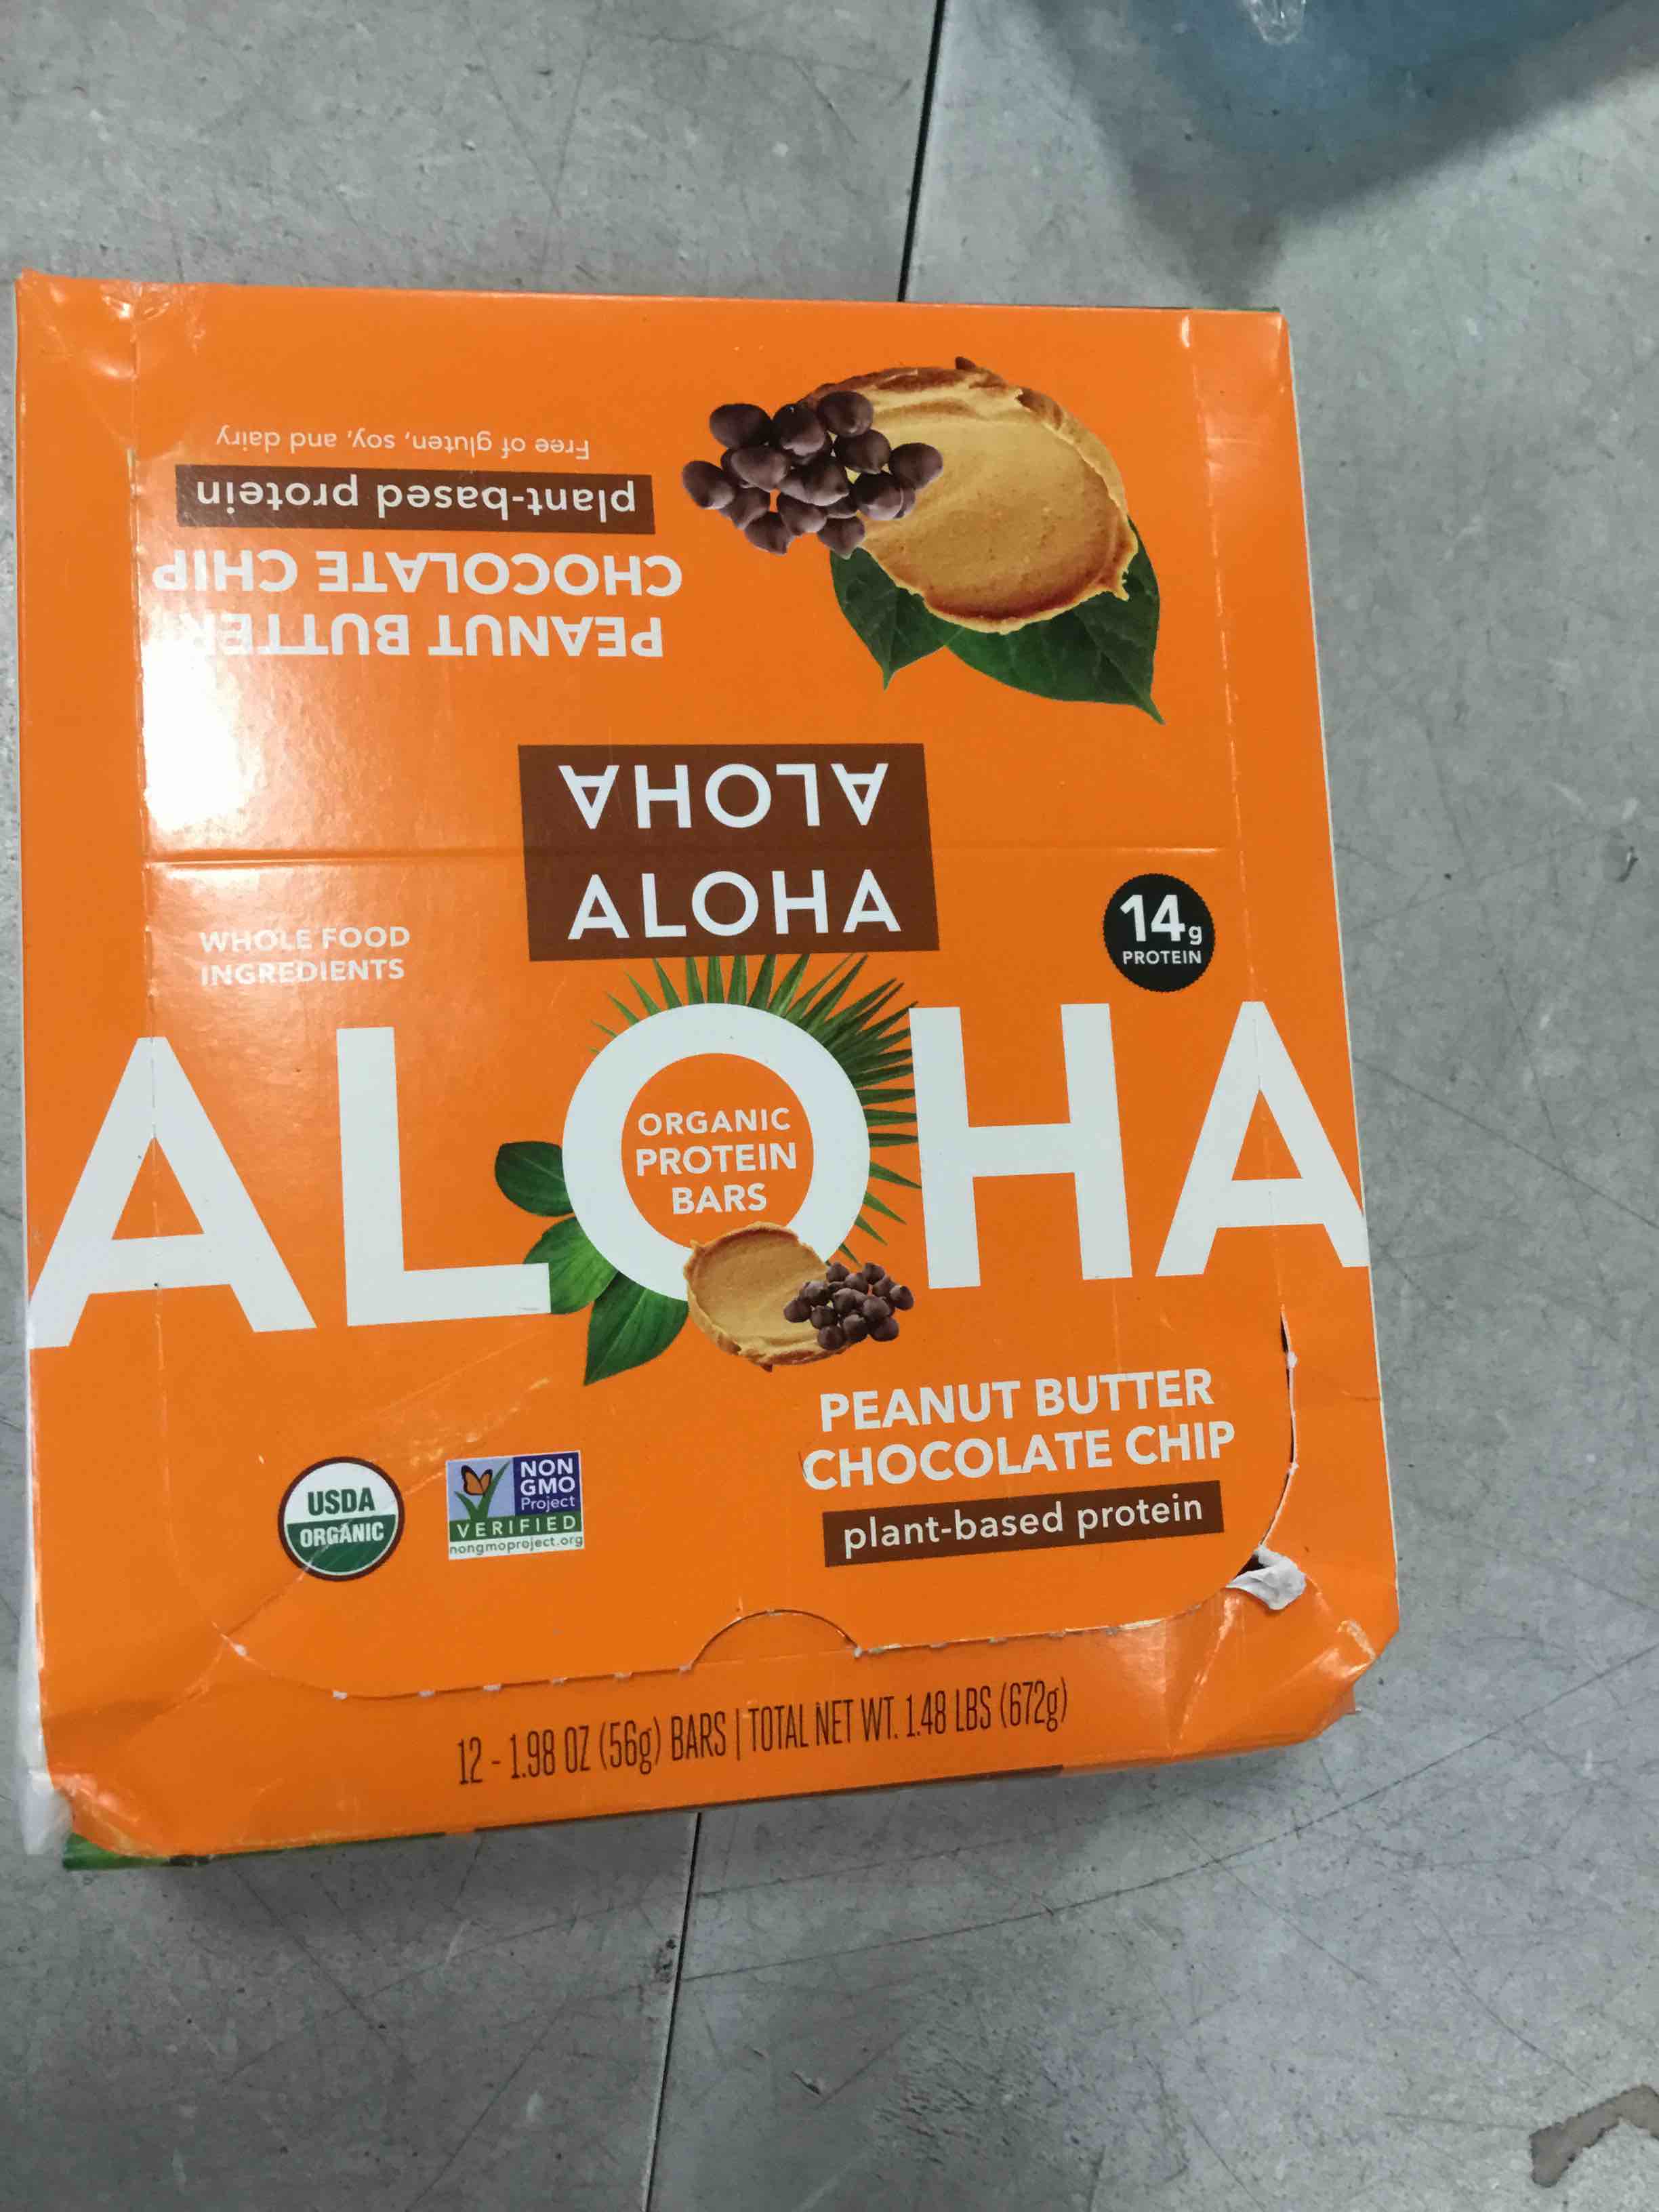 Free of gluten, soy, and dairy
plant-based protein
CHOCOLATE CHIP
PEANUT BUTTER
ALOHA
ALOHA
WHOLE FOOD
INGREDIENTS
14g
PROTEIN
ALOHA
ORGANIC
PROTEIN
BARS
PEANUT BUTTER
CHOCOLATE CHIP
plant-based protein
USDA
ORGANIC
NON
GMO
Project
VERIFIED
nongmoproject.org
12 - 1.98 OZ (56g) BARS | TOTAL NET WT. 1.48 LBS (672g)